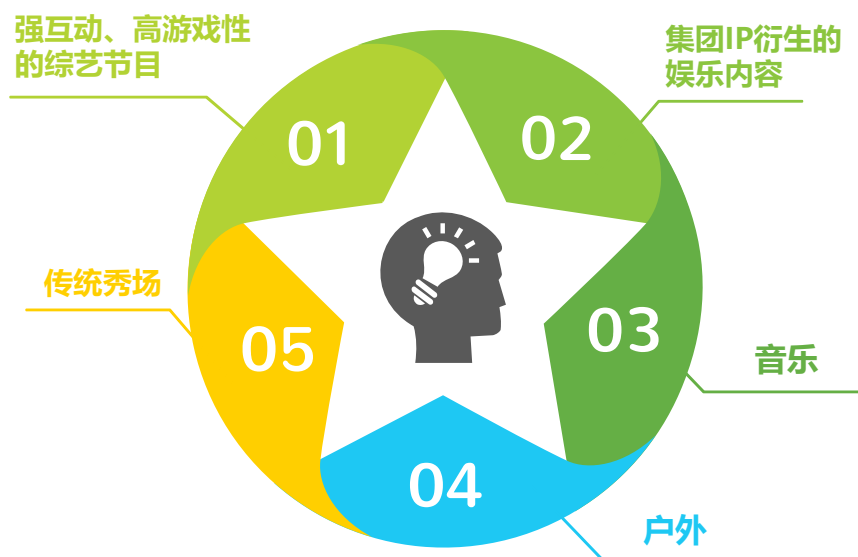 强互动、高游戏性
的综艺节目
集团IP衍生的
娱乐内容
01
02
传统秀场
03
05
音乐
04
户外